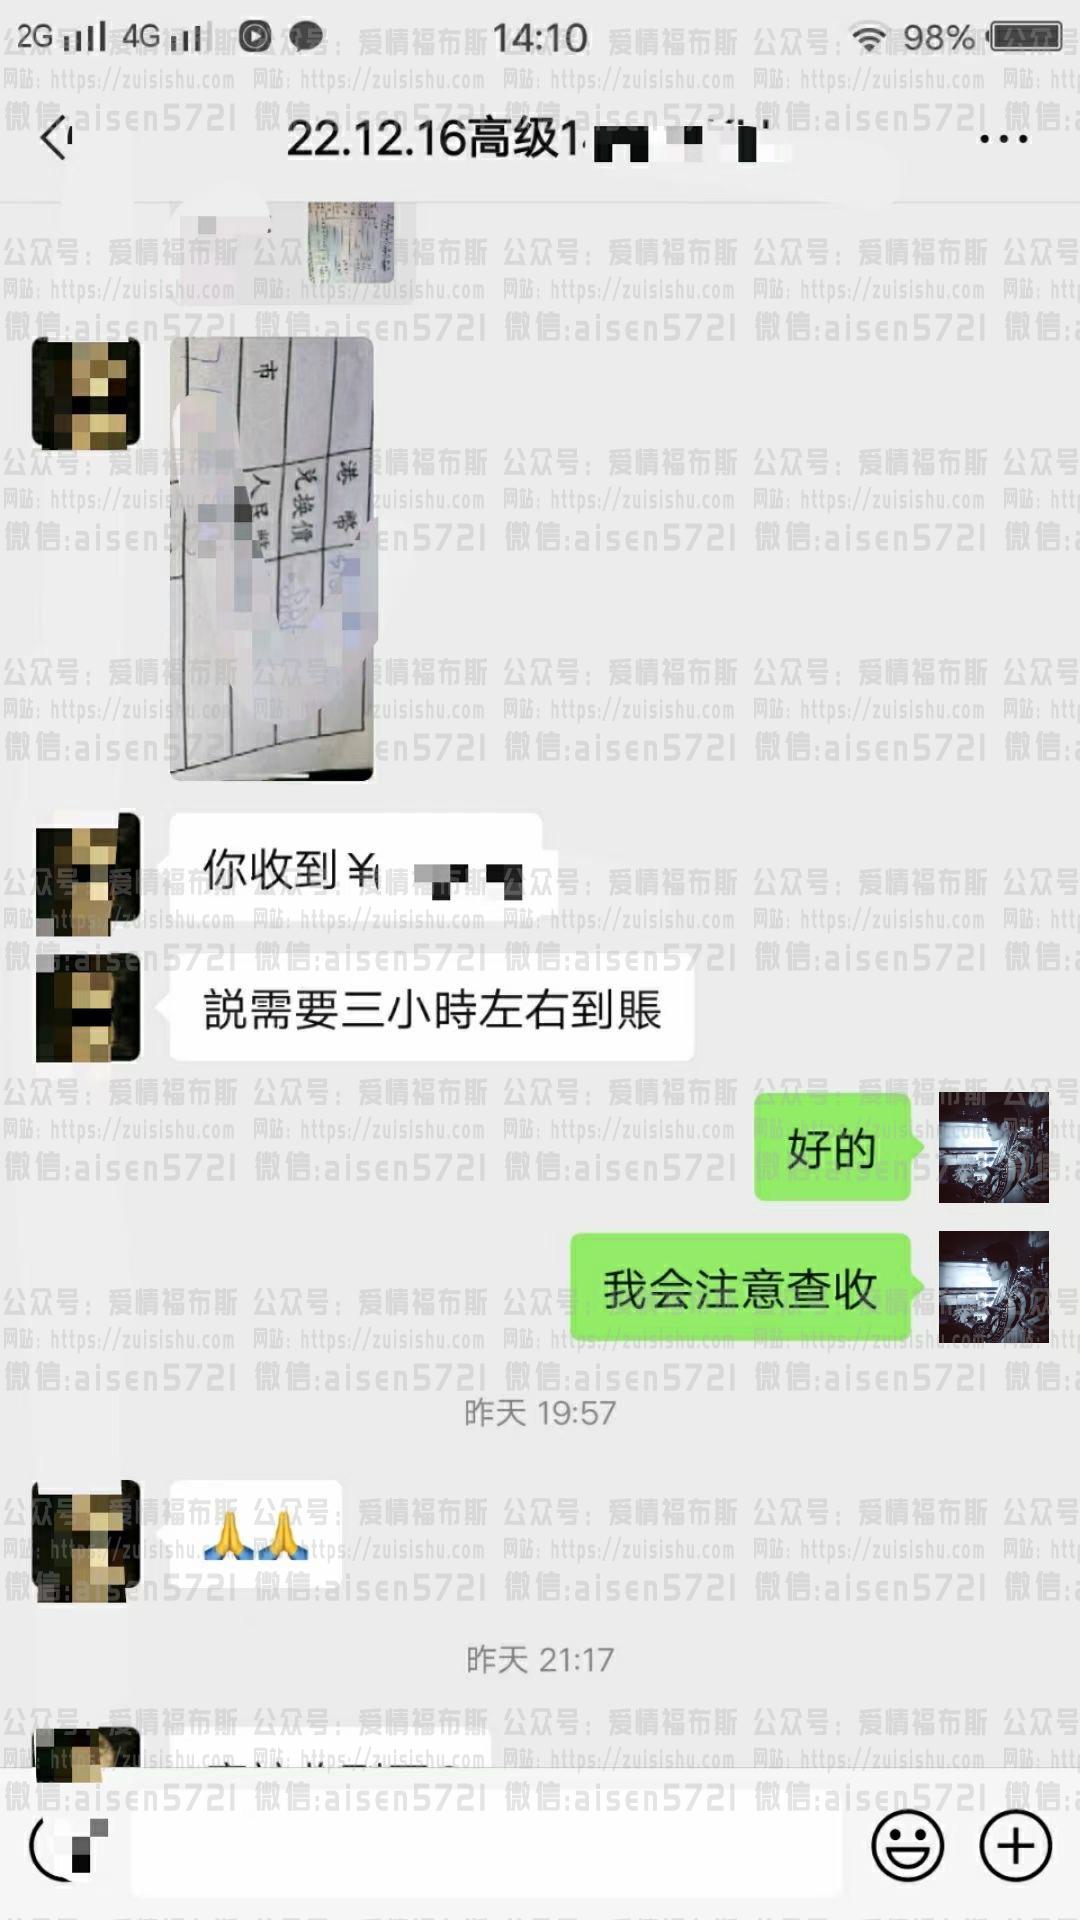 2G 4G 14:10 98%
22.12.16高级1
市
港幣
兑换價
人民幣
你收到¥
説需要三小時左右到賬
好的
我会注意查收
昨天 19:57
🙏🙏
昨天 21:17
公众号：爱情福布斯
网站：https://zuisishu.com
微信:aisen5721